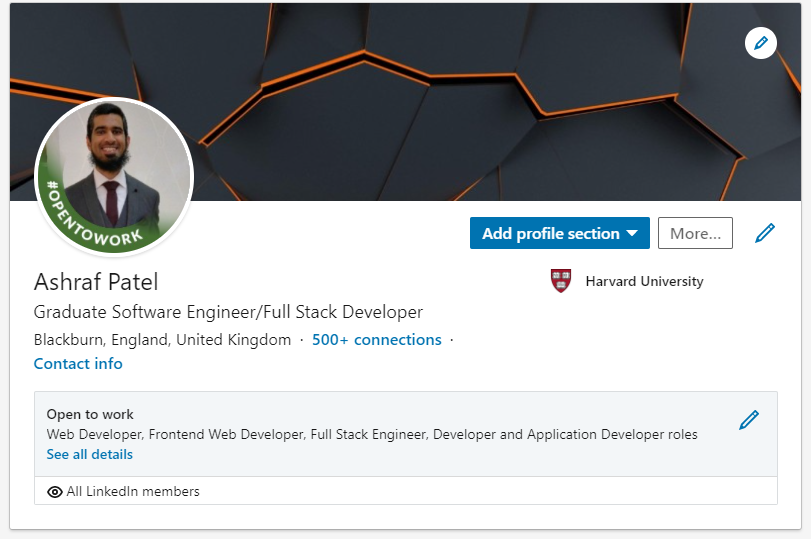 #OPENTOWORK
Add profile section
More...
Ashraf Patel
Harvard University
Graduate Software Engineer/Full Stack Developer
Blackburn, England, United Kingdom · 500+ connections ·
Contact info
Open to work
Web Developer, Frontend Web Developer, Full Stack Engineer, Developer and Application Developer roles
See all details
All LinkedIn members